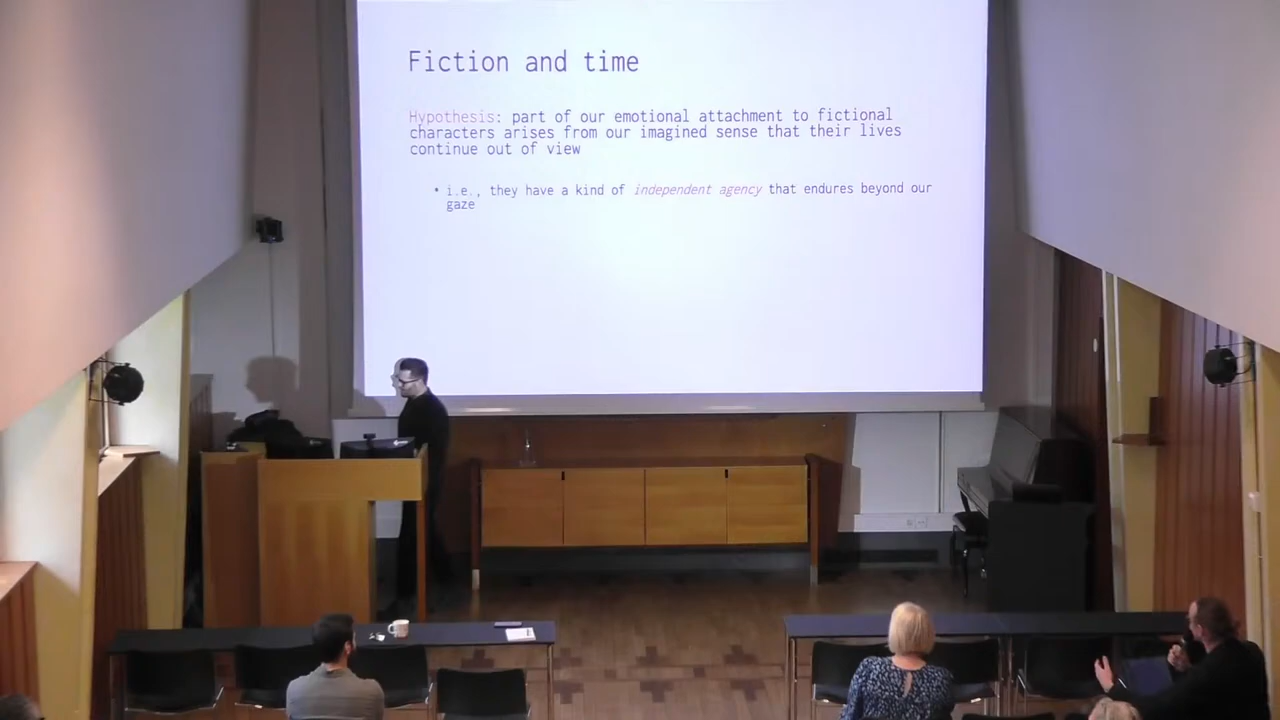 Fiction and time
Hypothesis: part of our emotional attachment to fictional
characters arises from our imagined sense that their lives
continue out of view
• i.e., they have a kind of independent agency that endures beyond our
gaze